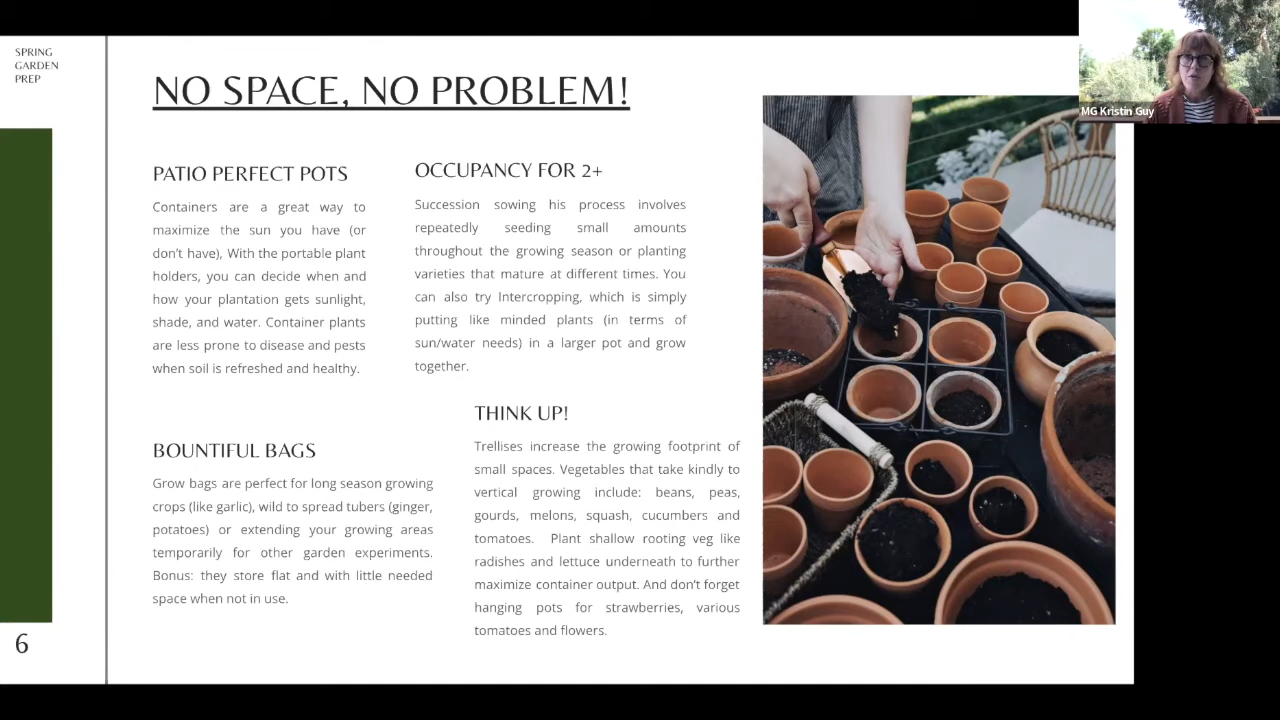 SPRING
GARDEN
PREP
NO SPACE, NO PROBLEM!
PATIO PERFECT POTS
Containers are a great way to
maximize the sun you have (or
don't have), With the portable plant
holders, you can decide when and
how your plantation gets sunlight,
shade, and water. Container plants
are less prone to disease and pests
when soil is refreshed and healthy.
OCCUPANCY FOR 2+
Succession sowing his process involves
repeatedly seeding small amounts
throughout the growing season or planting
varieties that mature at different times. You
can also try Intercropping, which is simply
putting like minded plants (in terms of
sun/water needs) in a larger pot and grow
together.
BOUNTIFUL BAGS
Grow bags are perfect for long season growing
crops (like garlic), wild to spread tubers (ginger,
potatoes) or extending your growing areas
temporarily for other garden experiments.
Bonus: they store flat and with little needed
space when not in use.
THINK UP!
Trellises increase the growing footprint of
small spaces. Vegetables that take kindly to
vertical growing include: beans, peas,
gourds, melons, squash, cucumbers and
tomatoes. Plant shallow rooting veg like
radishes and lettuce underneath to further
maximize container output. And don't forget
hanging pots for strawberries, various
tomatoes and flowers.
6
MG Kristin Guy